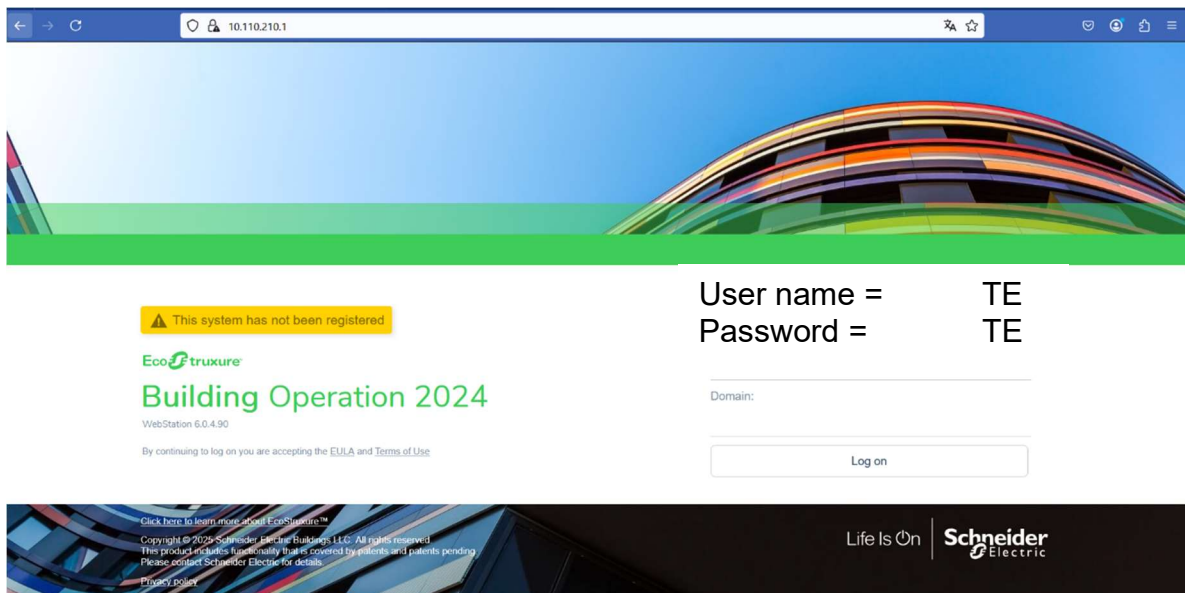 10.110.210.1
This system has not been registered
EcoStruxure
Building Operation 2024
WebStation 6.0.4.90
By continuing to log on you are accepting the EULA and Terms of Use
User name = TE
Password = TE
Domain:
Log on
Click here to learn more about EcoStruxure™
Copyright © 2025 Schneider Electric Buildings LLC. All rights reserved
This product includes functionality that is covered by patents and patents pending
Please contact Schneider Electric for details.
Privacy policy
Life Is On
Schneider
Electric